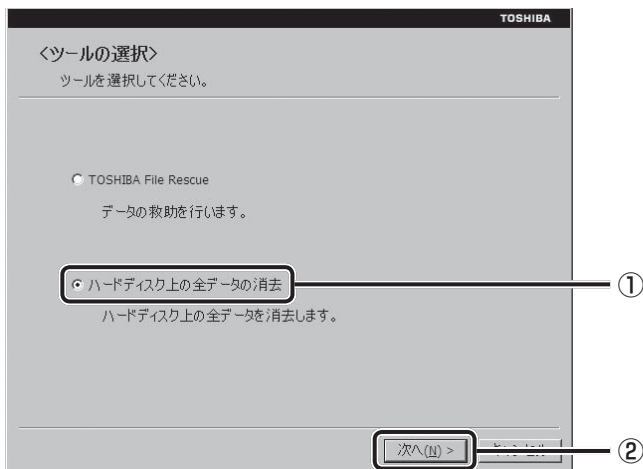 TOSHIBA
<ツールの選択>
ツールを選択してください。
TOSHIBA File Rescue
データの救助を行います。
ハードディスク上の全データの消去
①
ハードディスク上の全データを消去します。
次へ(N) >
②